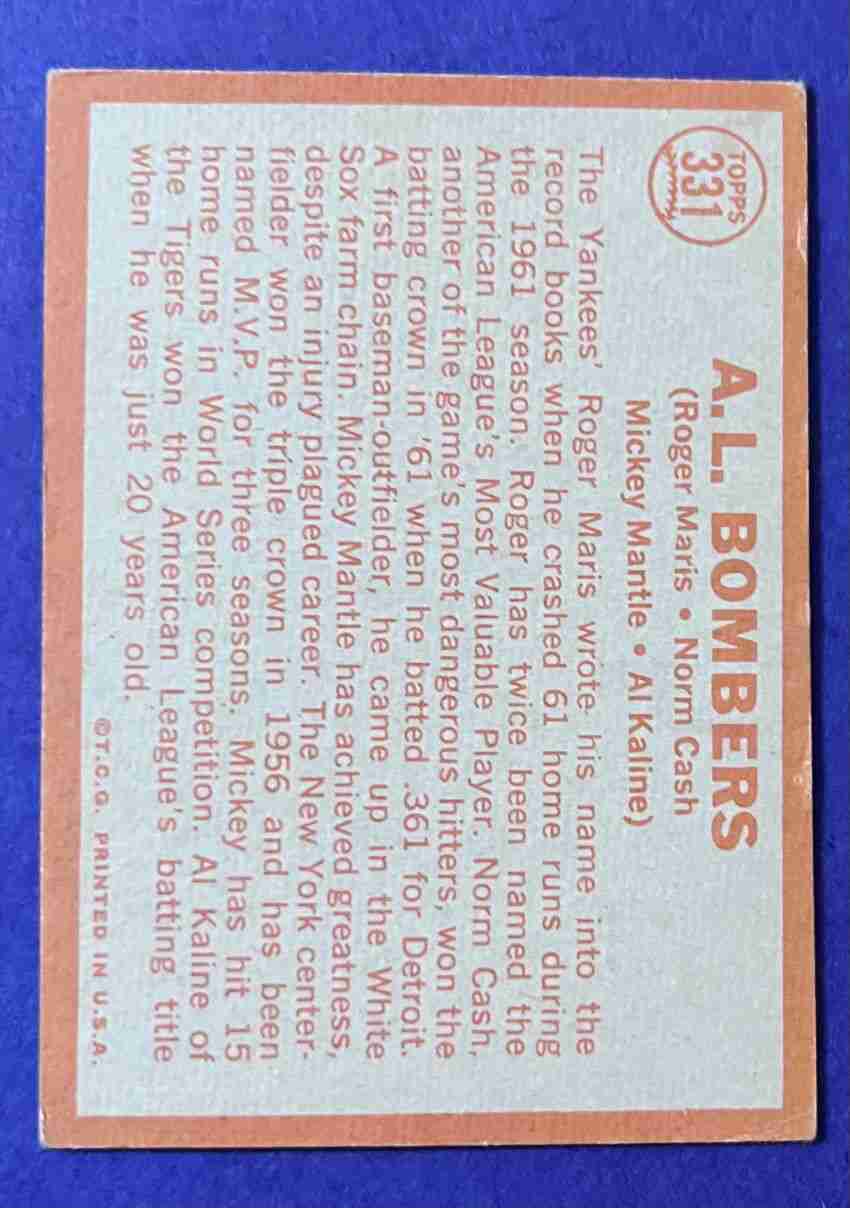 TOPPS
331
A.L. BOMBERS
(Roger Maris • Norm Cash
Mickey Mantle • Al Kaline)
The Yankees' Roger Maris wrote his name into the
record books when he crashed 61 home runs during
the 1961 season. Roger has twice been named the
American League's Most Valuable Player. Norm Cash,
another of the game's most dangerous hitters, won the
batting crown in '61 when he batted .361 for Detroit.
A first baseman-outfielder, he came up in the White
Sox farm chain. Mickey Mantle has achieved greatness,
despite an injury plagued career. The New York center-
fielder won the triple crown in 1956 and has been
named M.V.P. for three seasons. Mickey has hit 15
home runs in World Series competition. Al Kaline of
the Tigers won the American League's batting title
when he was just 20 years old.
©T.C.G. PRINTED IN U.S.A.